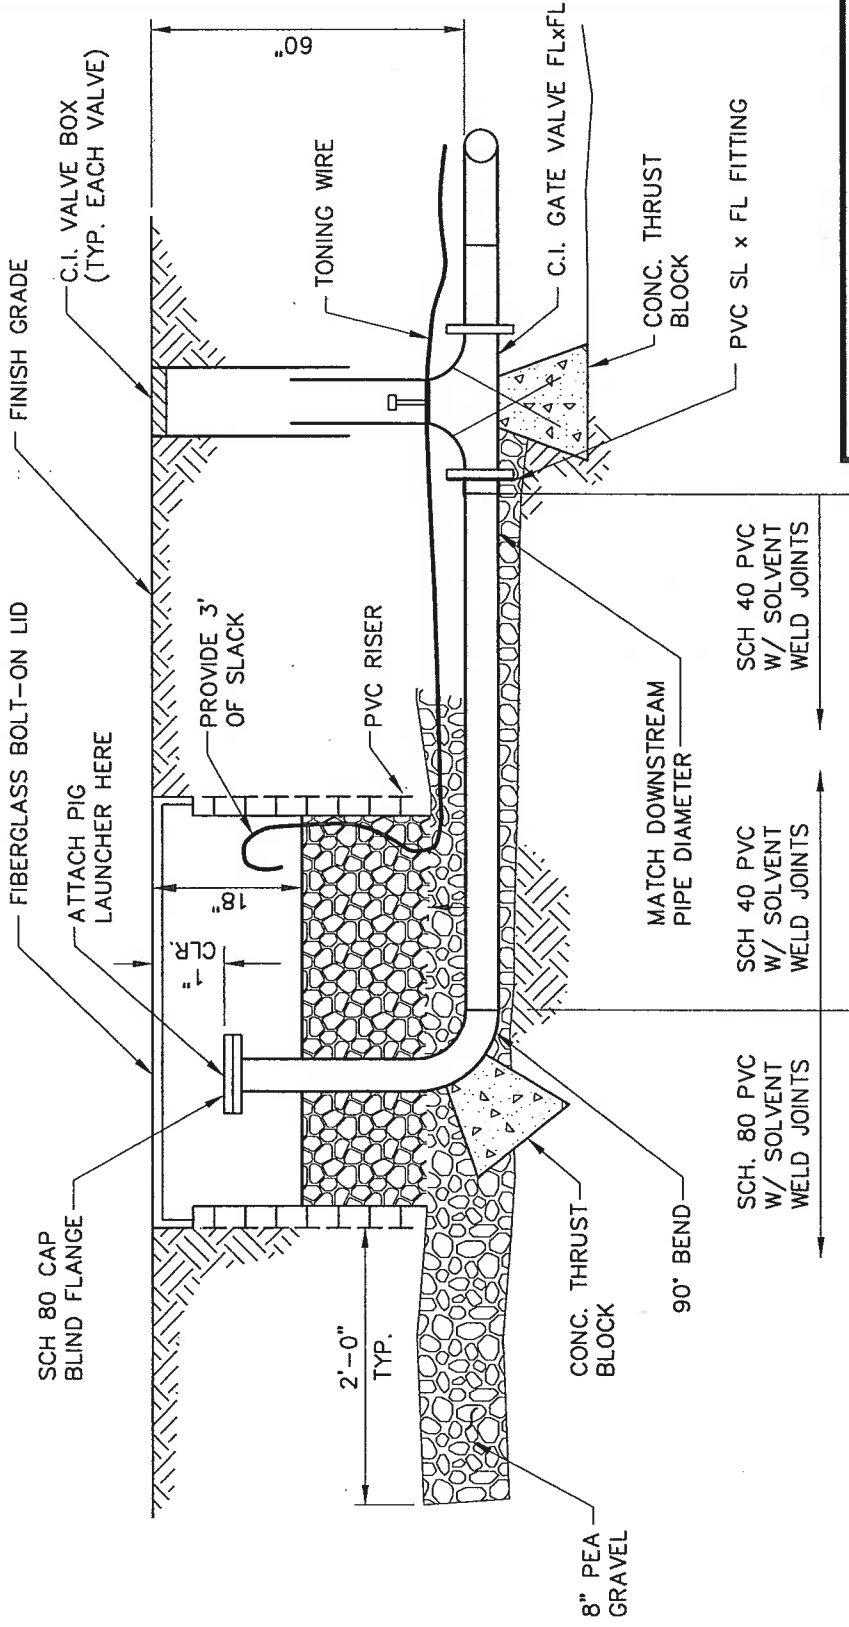 FINISH GRADE
C.I. VALVE BOX
(TYP. EACH VALVE)
60"
FIBERGLASS BOLT-ON LID
ATTACH PIG
LAUNCHER HERE
SCH 80 CAP
BLIND FLANGE
1"
CLR.
18"
PROVIDE 3'
OF SLACK
PVC RISER
TONING WIRE
2'-0"
TYP.
C.I. GATE VALVE FLxFL
CONC. THRUST
BLOCK
PVC SL x FL FITTING
MATCH DOWNSTREAM
PIPE DIAMETER
90° BEND
CONC. THRUST
BLOCK
8" PEA
GRAVEL
SCH. 80 PVC
W/ SOLVENT
WELD JOINTS
SCH 40 PVC
W/ SOLVENT
WELD JOINTS
SCH 40 PVC
W/ SOLVENT
WELD JOINTS